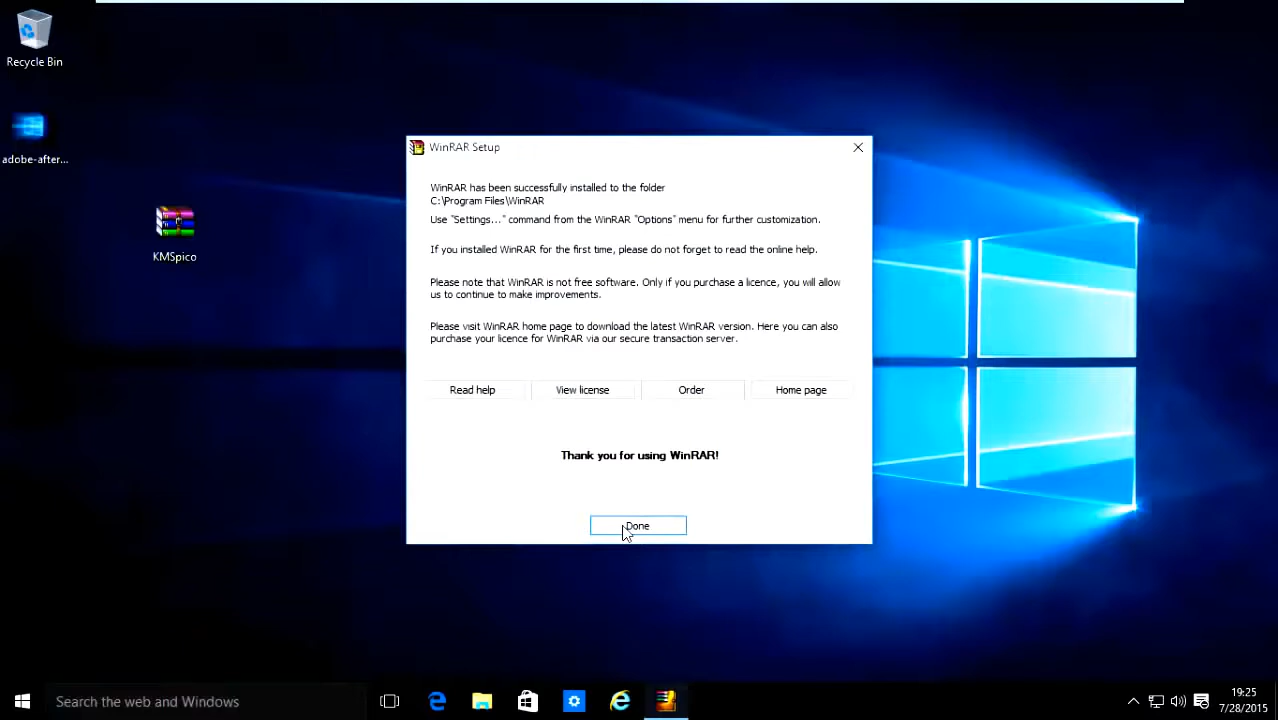 Recycle Bin
adobe-after...
KMSpico
WinRAR Setup
WinRAR has been successfully installed to the folder
C:\Program Files\WinRAR
Use "Settings..." command from the WinRAR "Options" menu for further customization.
If you installed WinRAR for the first time, please do not forget to read the online help.
Please note that WinRAR is not free software. Only if you purchase a licence, you will allow
us to continue to make improvements.
Please visit WinRAR home page to download the latest WinRAR version. Here you can also
purchase your licence for WinRAR via our secure transaction server.
Read help
View license
Order
Home page
Thank you for using WinRAR!
Done
Search the web and Windows
19:25
7/28/2015